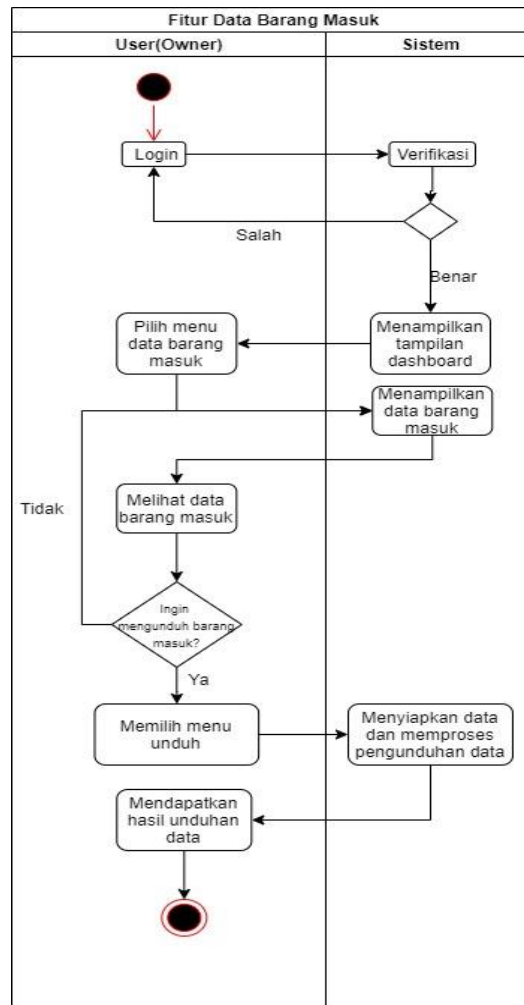 Fitur Data Barang Masuk
User(Owner)
Sistem
Login
Verifikasi
Salah
Benar
Pilih menu
data barang
masuk
Menampilkan
tampilan
dashboard
Menampilkan
data barang
masuk
Tidak
Melihat data
barang masuk
Ingin
mengunduh barang
masuk?
Ya
Memilih menu
unduh
Menyiapkan data
dan memproses
pengunduhan data
Mendapatkan
hasil unduhan
data